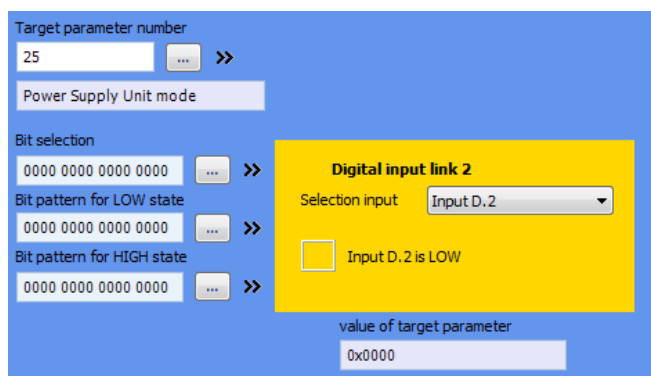 Target parameter number
25
...
Power Supply Unit mode
Bit selection
0000 0000 0000 0000
...
Bit pattern for LOW state
0000 0000 0000 0000
...
Bit pattern for HIGH state
0000 0000 0000 0000
...
Digital input link 2
Selection input
Input D.2
Input D.2 is LOW
value of target parameter
0x0000